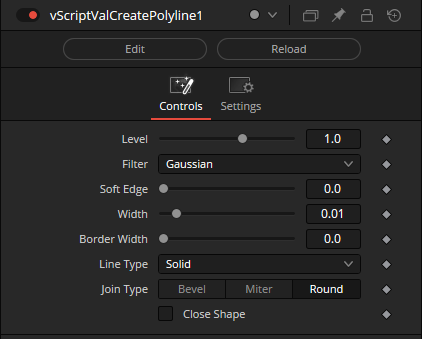 vScriptValCreatePolyline1
Edit Reload
Controls Settings
Level 1.0
Filter Gaussian
Soft Edge 0.0
Width 0.01
Border Width 0.0
Line Type Solid
Join Type Bevel Miter Round
Close Shape